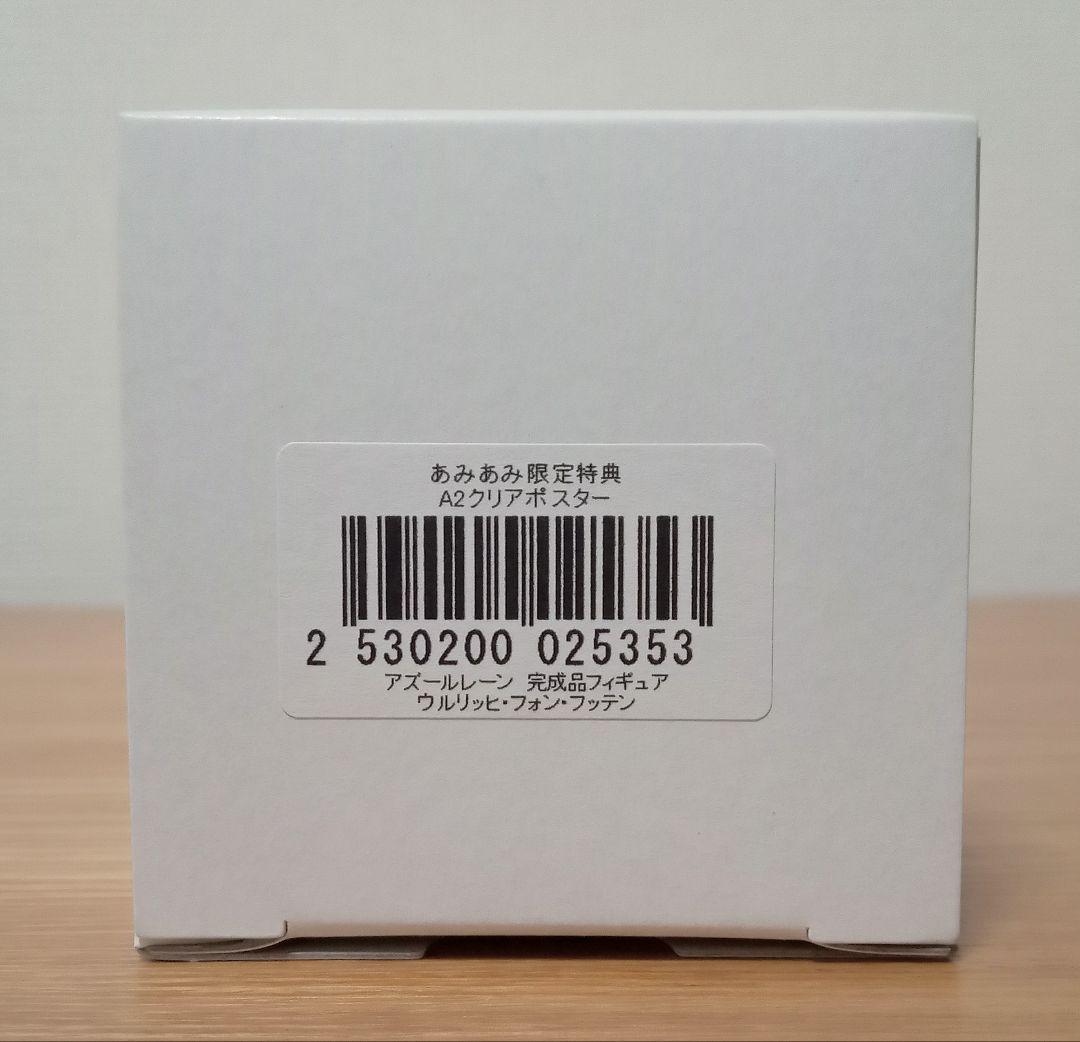 あみあみ限定特典
A2クリアポスター
2 530200 025353
アズールレーン 完成品フィギュア
ウルリッヒ・フォン・フッテン